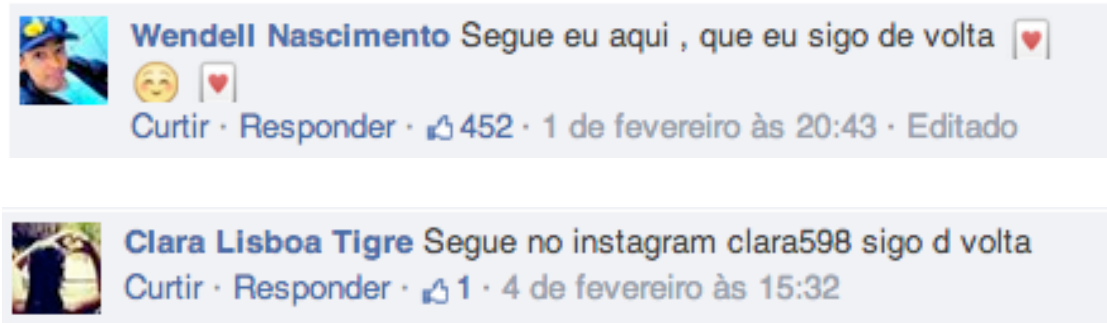 Wendell Nascimento Segue eu aqui , que eu sigo de volta
Curtir · Responder · 452 · 1 de fevereiro às 20:43 · Editado
Clara Lisboa Tigre Segue no instagram clara598 sigo d volta
Curtir · Responder · 1 · 4 de fevereiro às 15:32